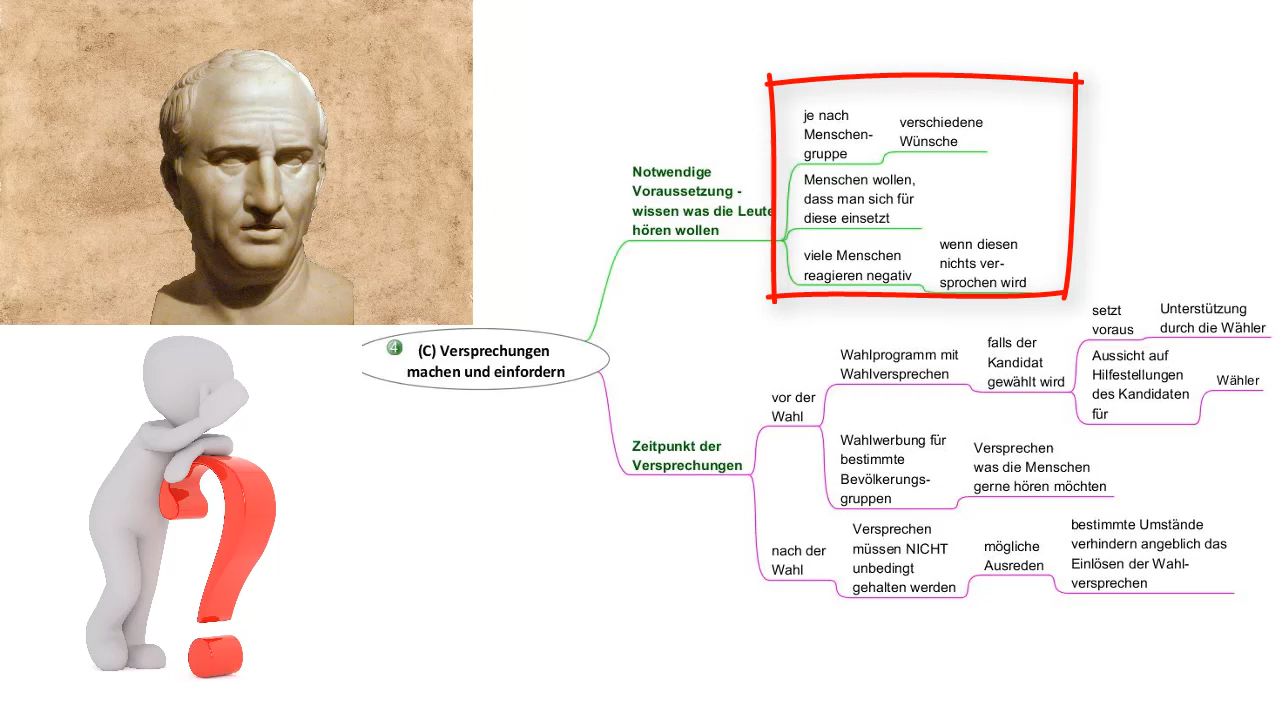 je nach
Menschen-
gruppe
verschiedene
Wünsche
Menschen wollen,
dass man sich für
diese einsetzt
viele Menschen
reagieren negativ
wenn diesen
nichts ver-
sprochen wird
Notwendige
Voraussetzung -
wissen was die Leute
hören wollen
4
(C) Versprechungen
machen und einfordern
Zeitpunkt der
Versprechungen
vor der
Wahl
Wahlprogramm mit
Wahlversprechen
falls der
Kandidat
gewählt wird
setzt
voraus
Unterstützung
durch die Wähler
Aussicht auf
Hilfestellungen
des Kandidaten
für
Wähler
Wahlwerbung für
bestimmte
Bevölkerungs-
gruppen
Versprechen
was die Menschen
gerne hören möchten
nach der
Wahl
Versprechen
müssen NICHT
unbedingt
gehalten werden
mögliche
Ausreden
bestimmte Umstände
verhindern angeblich das
Einlösen der Wahl-
versprechen